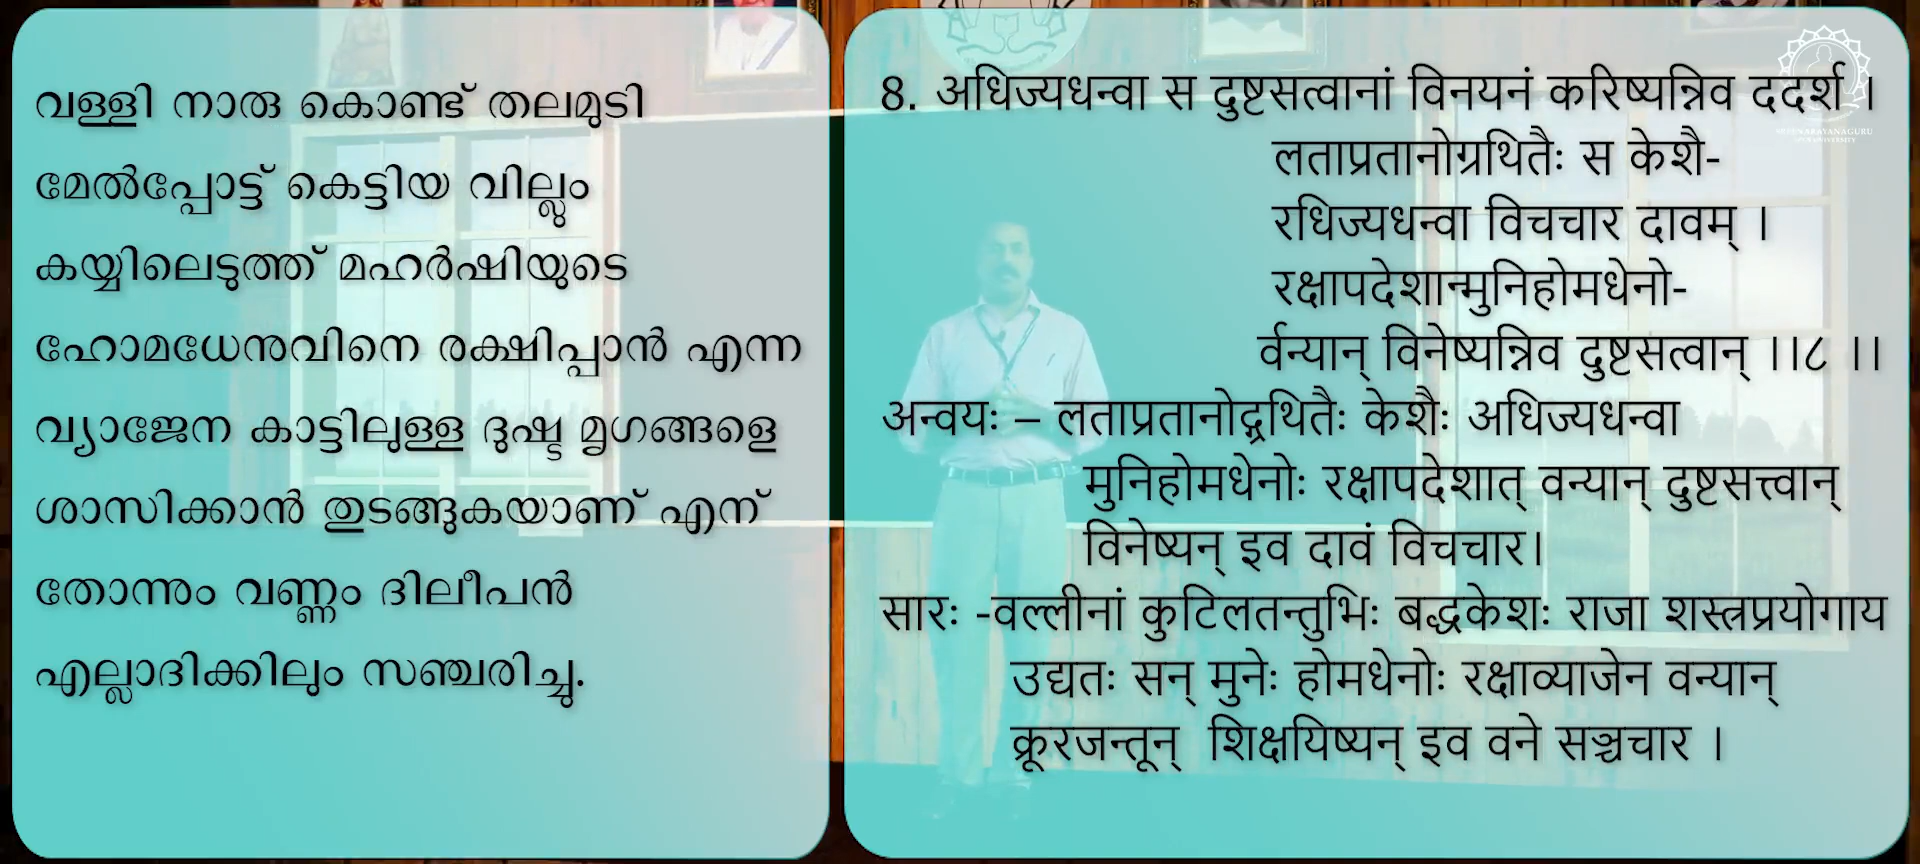 വള്ളി നാരു കൊണ്ട് തലമുടി
മേൽപ്പോട്ട് കെട്ടിയ വില്ലും
കയ്യിലെടുത്ത് മഹർഷിയുടെ
ഹോമധേനുവിനെ രക്ഷിപ്പാൻ എന്ന
വ്യാജേന കാട്ടിലുള്ള ദുഷ്ട മൃഗങ്ങളെ
ശാസിക്കാൻ തുടങ്ങുകയാണ് എന്ന്
തോന്നും വണ്ണം ദിലീപൻ
എല്ലാദിക്കിലും സഞ്ചരിച്ചു.
8. अधिज्यधन्वा स दुष्टसत्वानां विनयनं करिष्यन्निव ददर्श ।
लताप्रतानोग्रथितैः स केशै-
रधिज्यधन्वा विचचार दावम् ।
रक्षापदेशान्मुनिहोमधेनो-
र्वन्यान् विनेष्यन्निव दुष्टसत्वान् ।।८ ।।
अन्वयः – लताप्रतानोद्ग्रथितैः केशैः अधिज्यधन्वा
मुनिहोमधेनोः रक्षापदेशात् वन्यान् दुष्टसत्त्वान्
विनेष्यन् इव दावं विचचार।
सारः -वल्लीनां कुटिलतन्तुभिः बद्धकेशः राजा शस्त्रप्रयोगाय
उद्यतः सन् मुनेः होमधेनोः रक्षाव्याजेन वन्यान्
क्रूरजन्तून् शिक्षयिष्यन् इव वने सञ्चचार ।